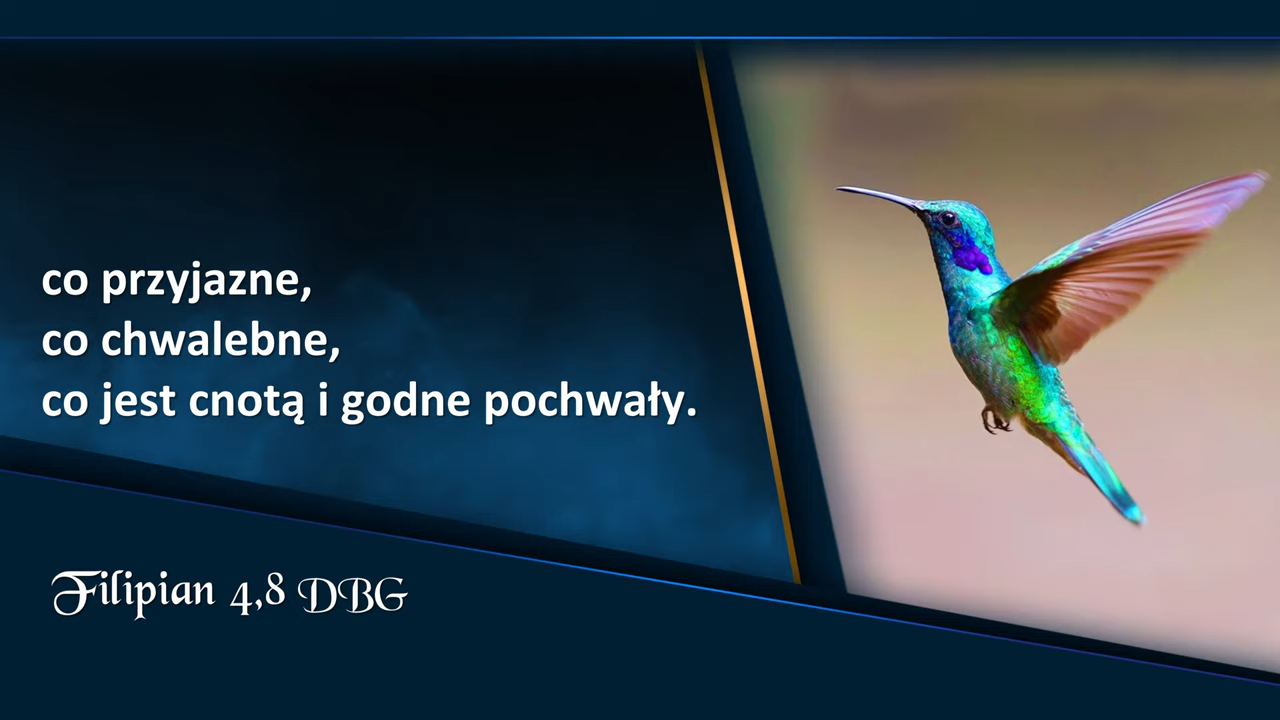 co przyjazne,
co chwalebne,
co jest cnotą i godne pochwały.
Filipian 4,8 DBG